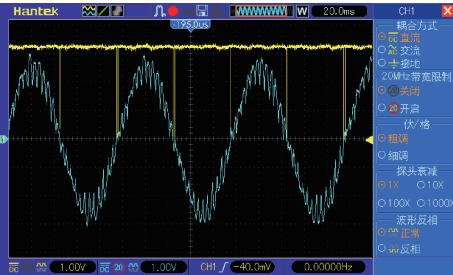 Hantek
W
20.0ms
CH1
-195.0us
耦合方式
直流
交流
接地
20MHz带宽限制
20 关闭
20 开启
伏/格
粗调
细调
探头衰减
1X 10X
100X 1000X
波形反相
正常
反相
1.00V 20 1.00V CH1 -40.0mV 0.00000Hz